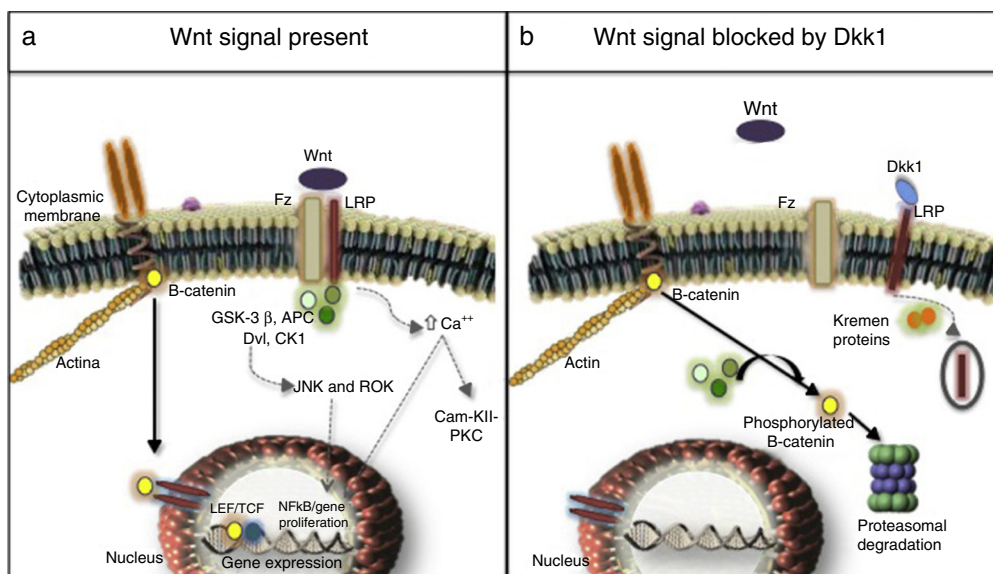 a
Wnt signal present
Wnt
Fz
LRP
Cytoplasmic
membrane
B-catenin
GSK-3 β, APC
Dvl, CK1
⇧ Ca⁺⁺
Actina
JNK and ROK
Cam-KII-
PKC
LEF/TCF
NFkB/gene
proliferation
Nucleus
Gene expression
b
Wnt signal blocked by Dkk1
Wnt
Dkk1
Fz
LRP
B-catenin
Kremen
proteins
Actin
Phosphorylated
B-catenin
Proteasomal
degradation
Nucleus